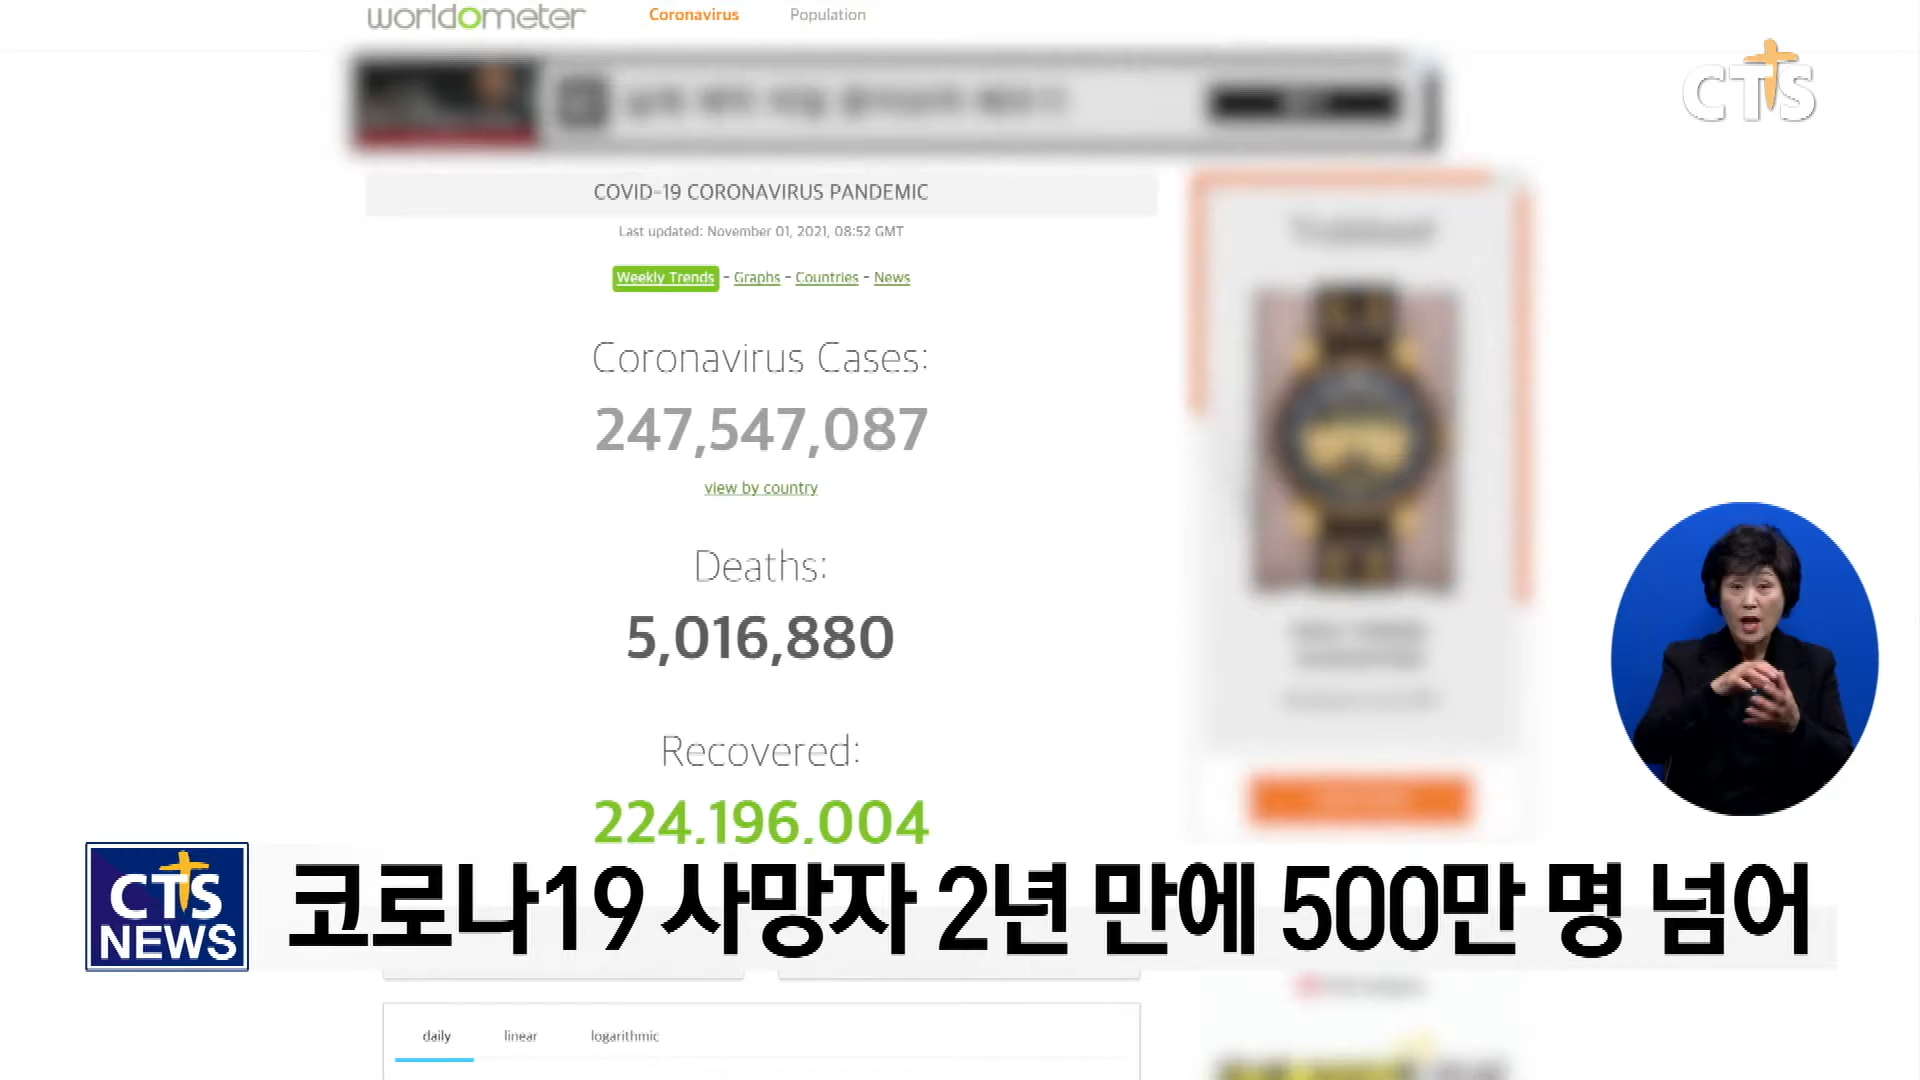 worldometer
Coronavirus
Population
CTS
COVID-19 CORONAVIRUS PANDEMIC
Last updated: November 01, 2021, 08:52 GMT
Weekly Trends - Graphs - Countries - News
Coronavirus Cases:
247,547,087
view by country
Deaths:
5,016,880
Recovered:
224,196,004
CTS
NEWS
코로나19 사망자 2년 만에 500만 명 넘어
daily
linear
logarithmic